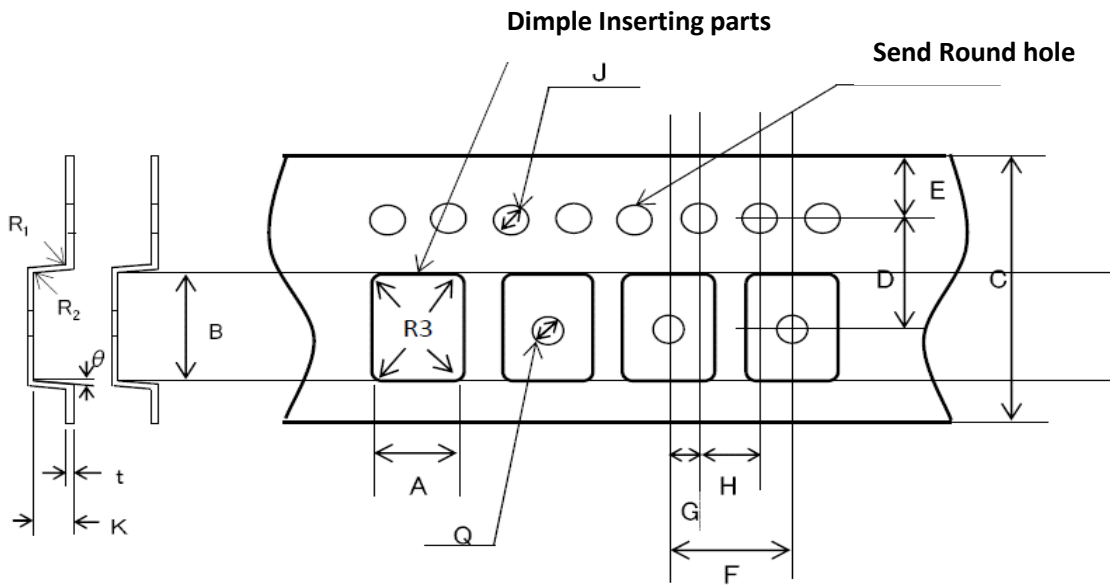 Dimple Inserting parts
Send Round hole
J
E
R1
D
C
R2
B
R3
θ
t
A
H
G
K
Q
F